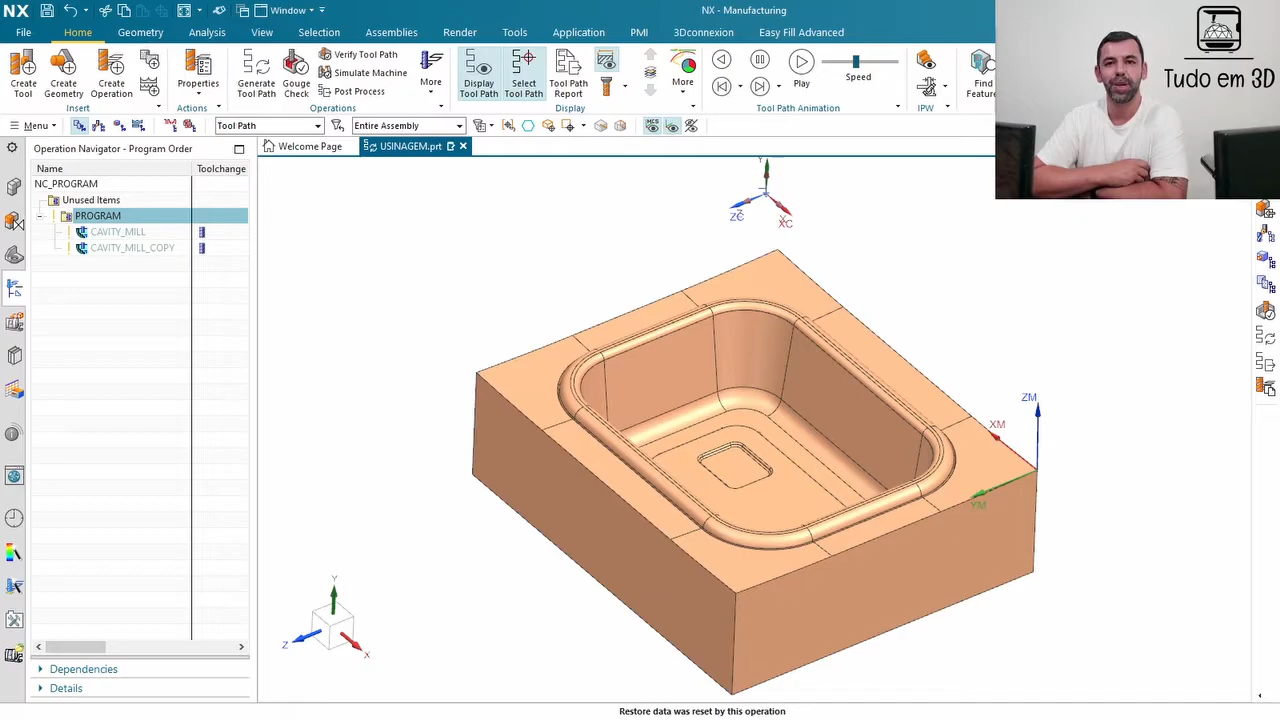 NX
Window
NX - Manufacturing
File
Home
Geometry
Analysis
View
Selection
Assemblies
Render
Tools
Application
PMI
3Dconnexion
Easy Fill Advanced
Tudo em 3D
Create Tool
Create Geometry
Create Operation
Insert
Properties
Actions
Generate Tool Path
Gouge Check
Verify Tool Path
Simulate Machine
Post Process
More
Operations
Display Tool Path
Select Tool Path
Tool Path Report
More
Display
Play
Speed
Tool Path Animation
IPW
Find
Featur
Menu
Tool Path
Entire Assembly
Operation Navigator - Program Order
Welcome Page
USINAGEM.prt
Name
Toolchange
NC_PROGRAM
Unused Items
PROGRAM
CAVITY_MILL
CAVITY_MILL_COPY
Y
ZC
XC
ZM
XM
YM
Y
Z
X
Dependencies
Details
Restore data was reset by this operation